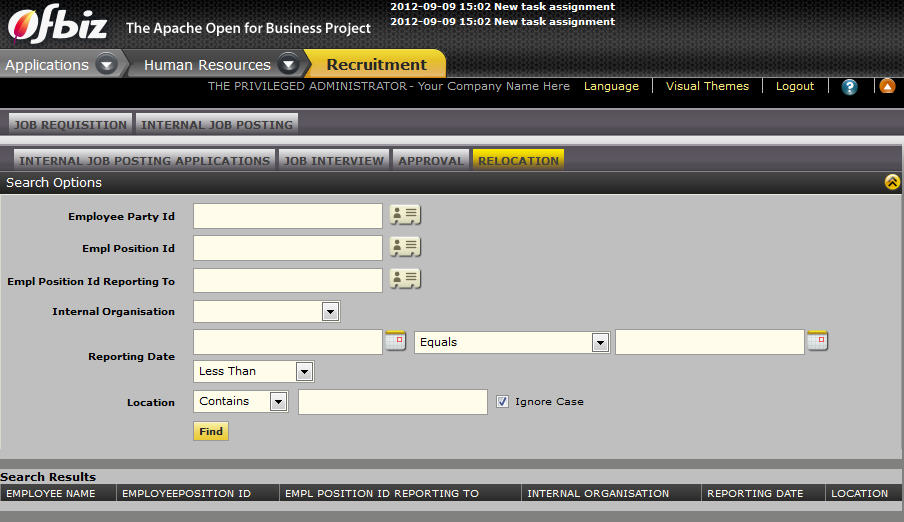 2012-09-09 15:02 New task assignment
2012-09-09 15:02 New task assignment
Ofbiz The Apache Open for Business Project
Applications Human Resources Recruitment
THE PRIVILEGED ADMINISTRATOR - Your Company Name Here Language Visual Themes Logout ?
JOB REQUISITION INTERNAL JOB POSTING
INTERNAL JOB POSTING APPLICATIONS JOB INTERVIEW APPROVAL RELOCATION
Search Options
Employee Party Id
Empl Position Id
Empl Position Id Reporting To
Internal Organisation
Equals
Reporting Date
Less Than
Location Contains Ignore Case
Find
Search Results
EMPLOYEE NAME EMPLOYEEPOSITION ID EMPL POSITION ID REPORTING TO INTERNAL ORGANISATION REPORTING DATE LOCATION